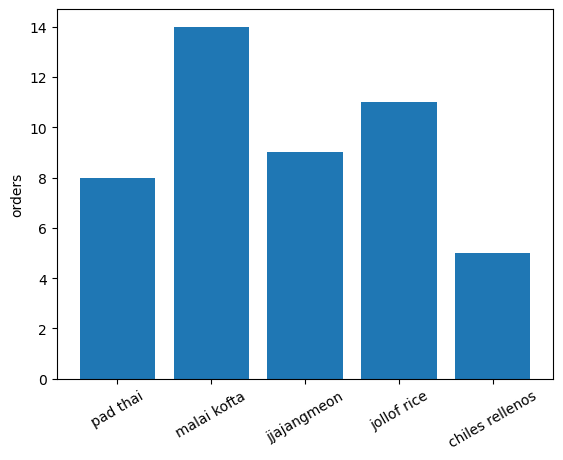 14
12
10
8
6
4
2
0
orders
pad thai
malai kofta
jjajangmeon
jollof rice
chiles rellenos